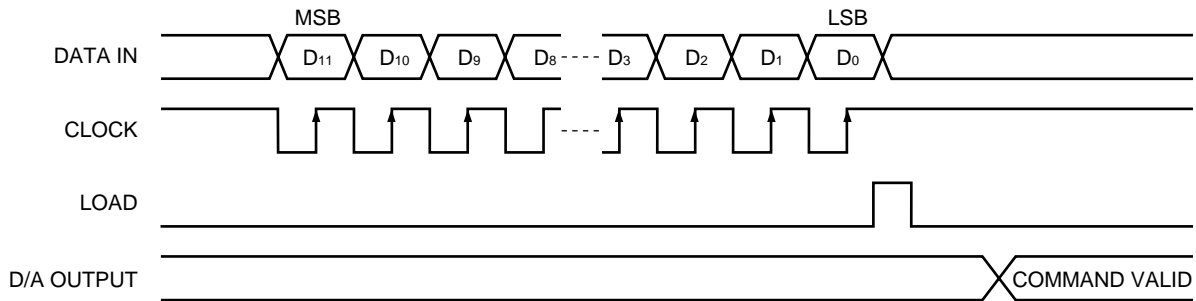 MSB LSB
DATA IN D11 D10 D9 D8 D3 D2 D1 D0
CLOCK
LOAD
D/A OUTPUT COMMAND VALID